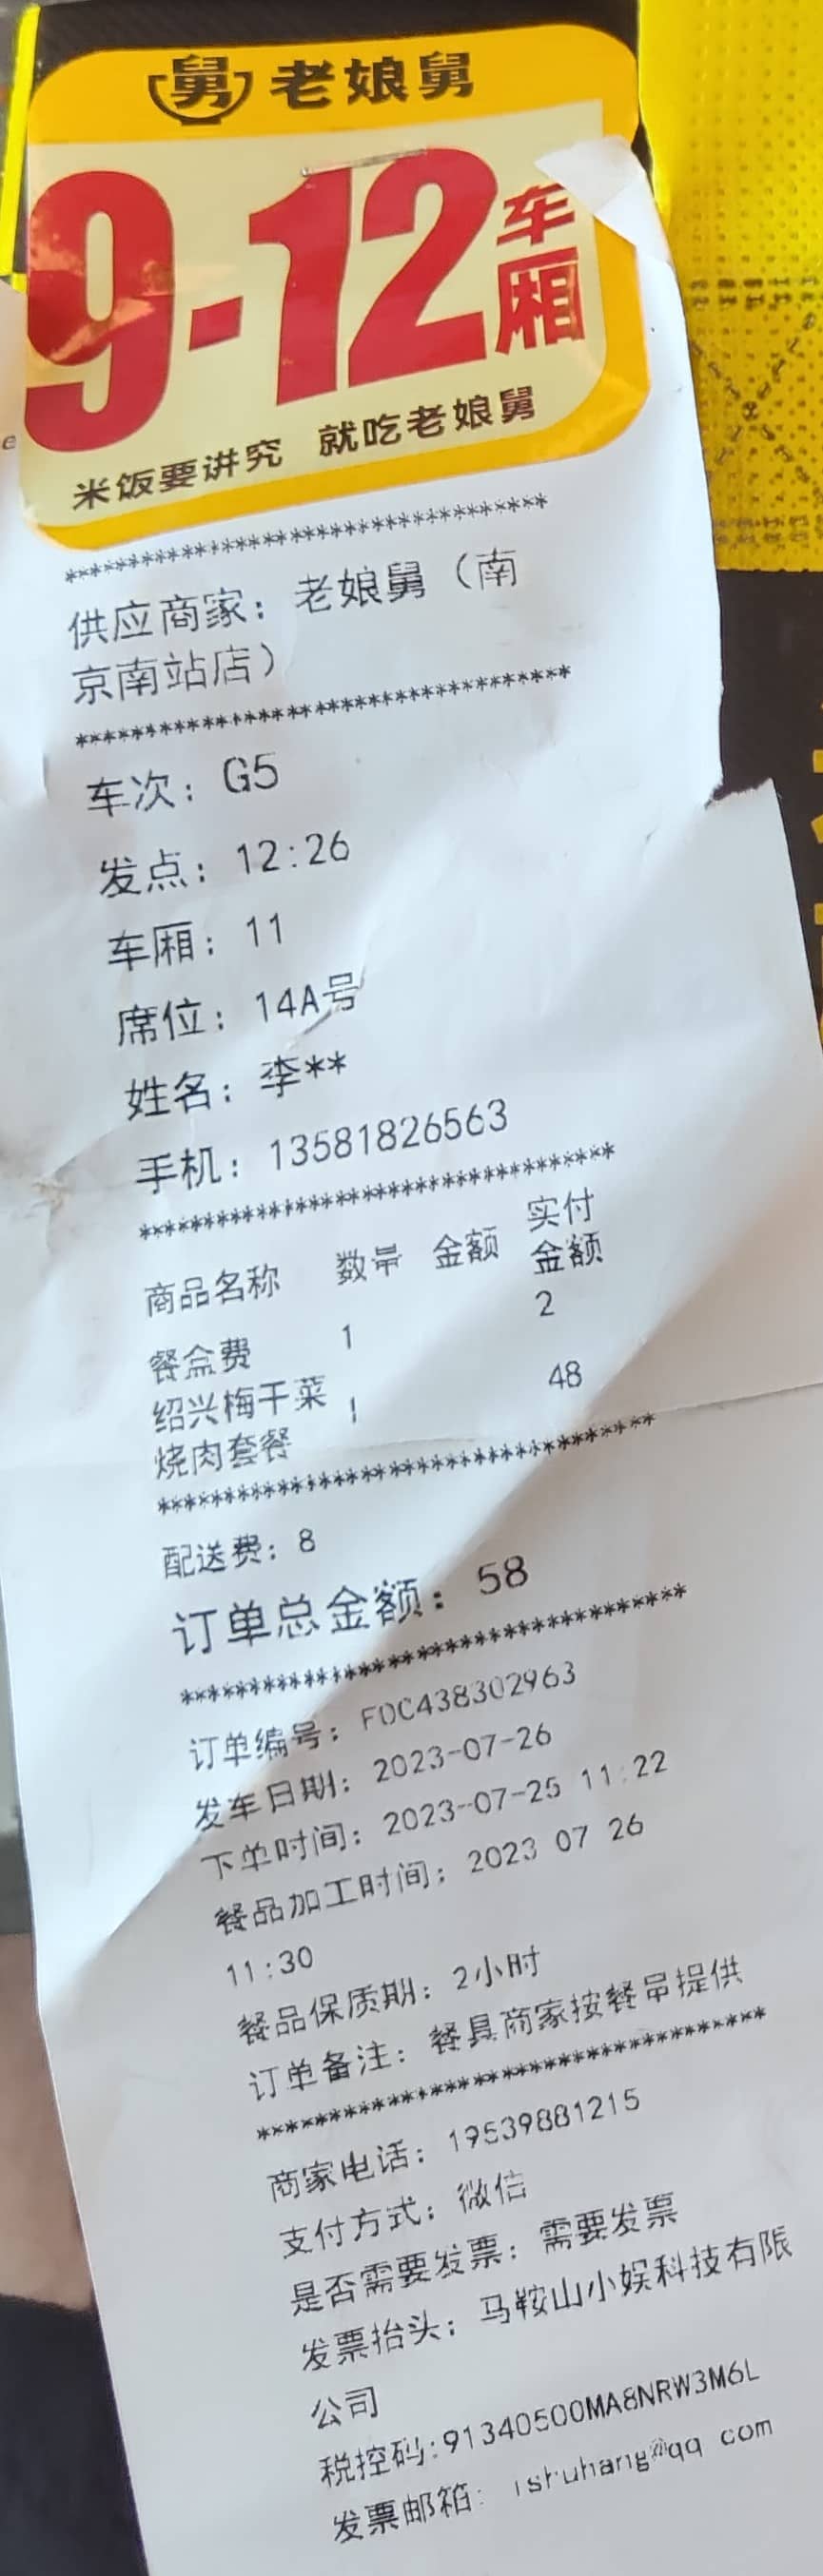 舅 老娘舅
9-12车厢
米饭要讲究 就吃老娘舅
**********************************
供应商家：老娘舅（南
京南站店）
**********************************
车次：G5
发点：12:26
车厢：11
席位：14A号
姓名：李**
手机：13581826563
**********************************
商品名称 数量 金额 实付
金额
餐盒费 1 2
绍兴梅干菜 1 48
烧肉套餐
**********************************
配送费：8
订单总金额：58
**********************************
订单编号：FDC438302963
发车日期：2023-07-26
下单时间：2023-07-25 11:22
餐品加工时间：2023 07 26
11:30
餐品保质期：2小时
订单备注：餐具商家按餐品提供
**********************************
商家电话：19539881215
支付方式：微信
是否需要发票：需要发票
发票抬头：马鞍山小娱科技有限
公司
税控码:91340500MA8NRW3M6L
发票邮箱：